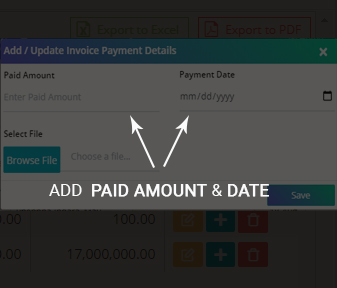 Export to Excel Export to PDF
Add / Update Invoice Payment Details x
Paid Amount Payment Date
Enter Paid Amount mm/dd/yyyy
Select File
Browse File Choose a file...
ADD PAID AMOUNT & DATE
Save
.00 100.00
0.00 17,000,000.00